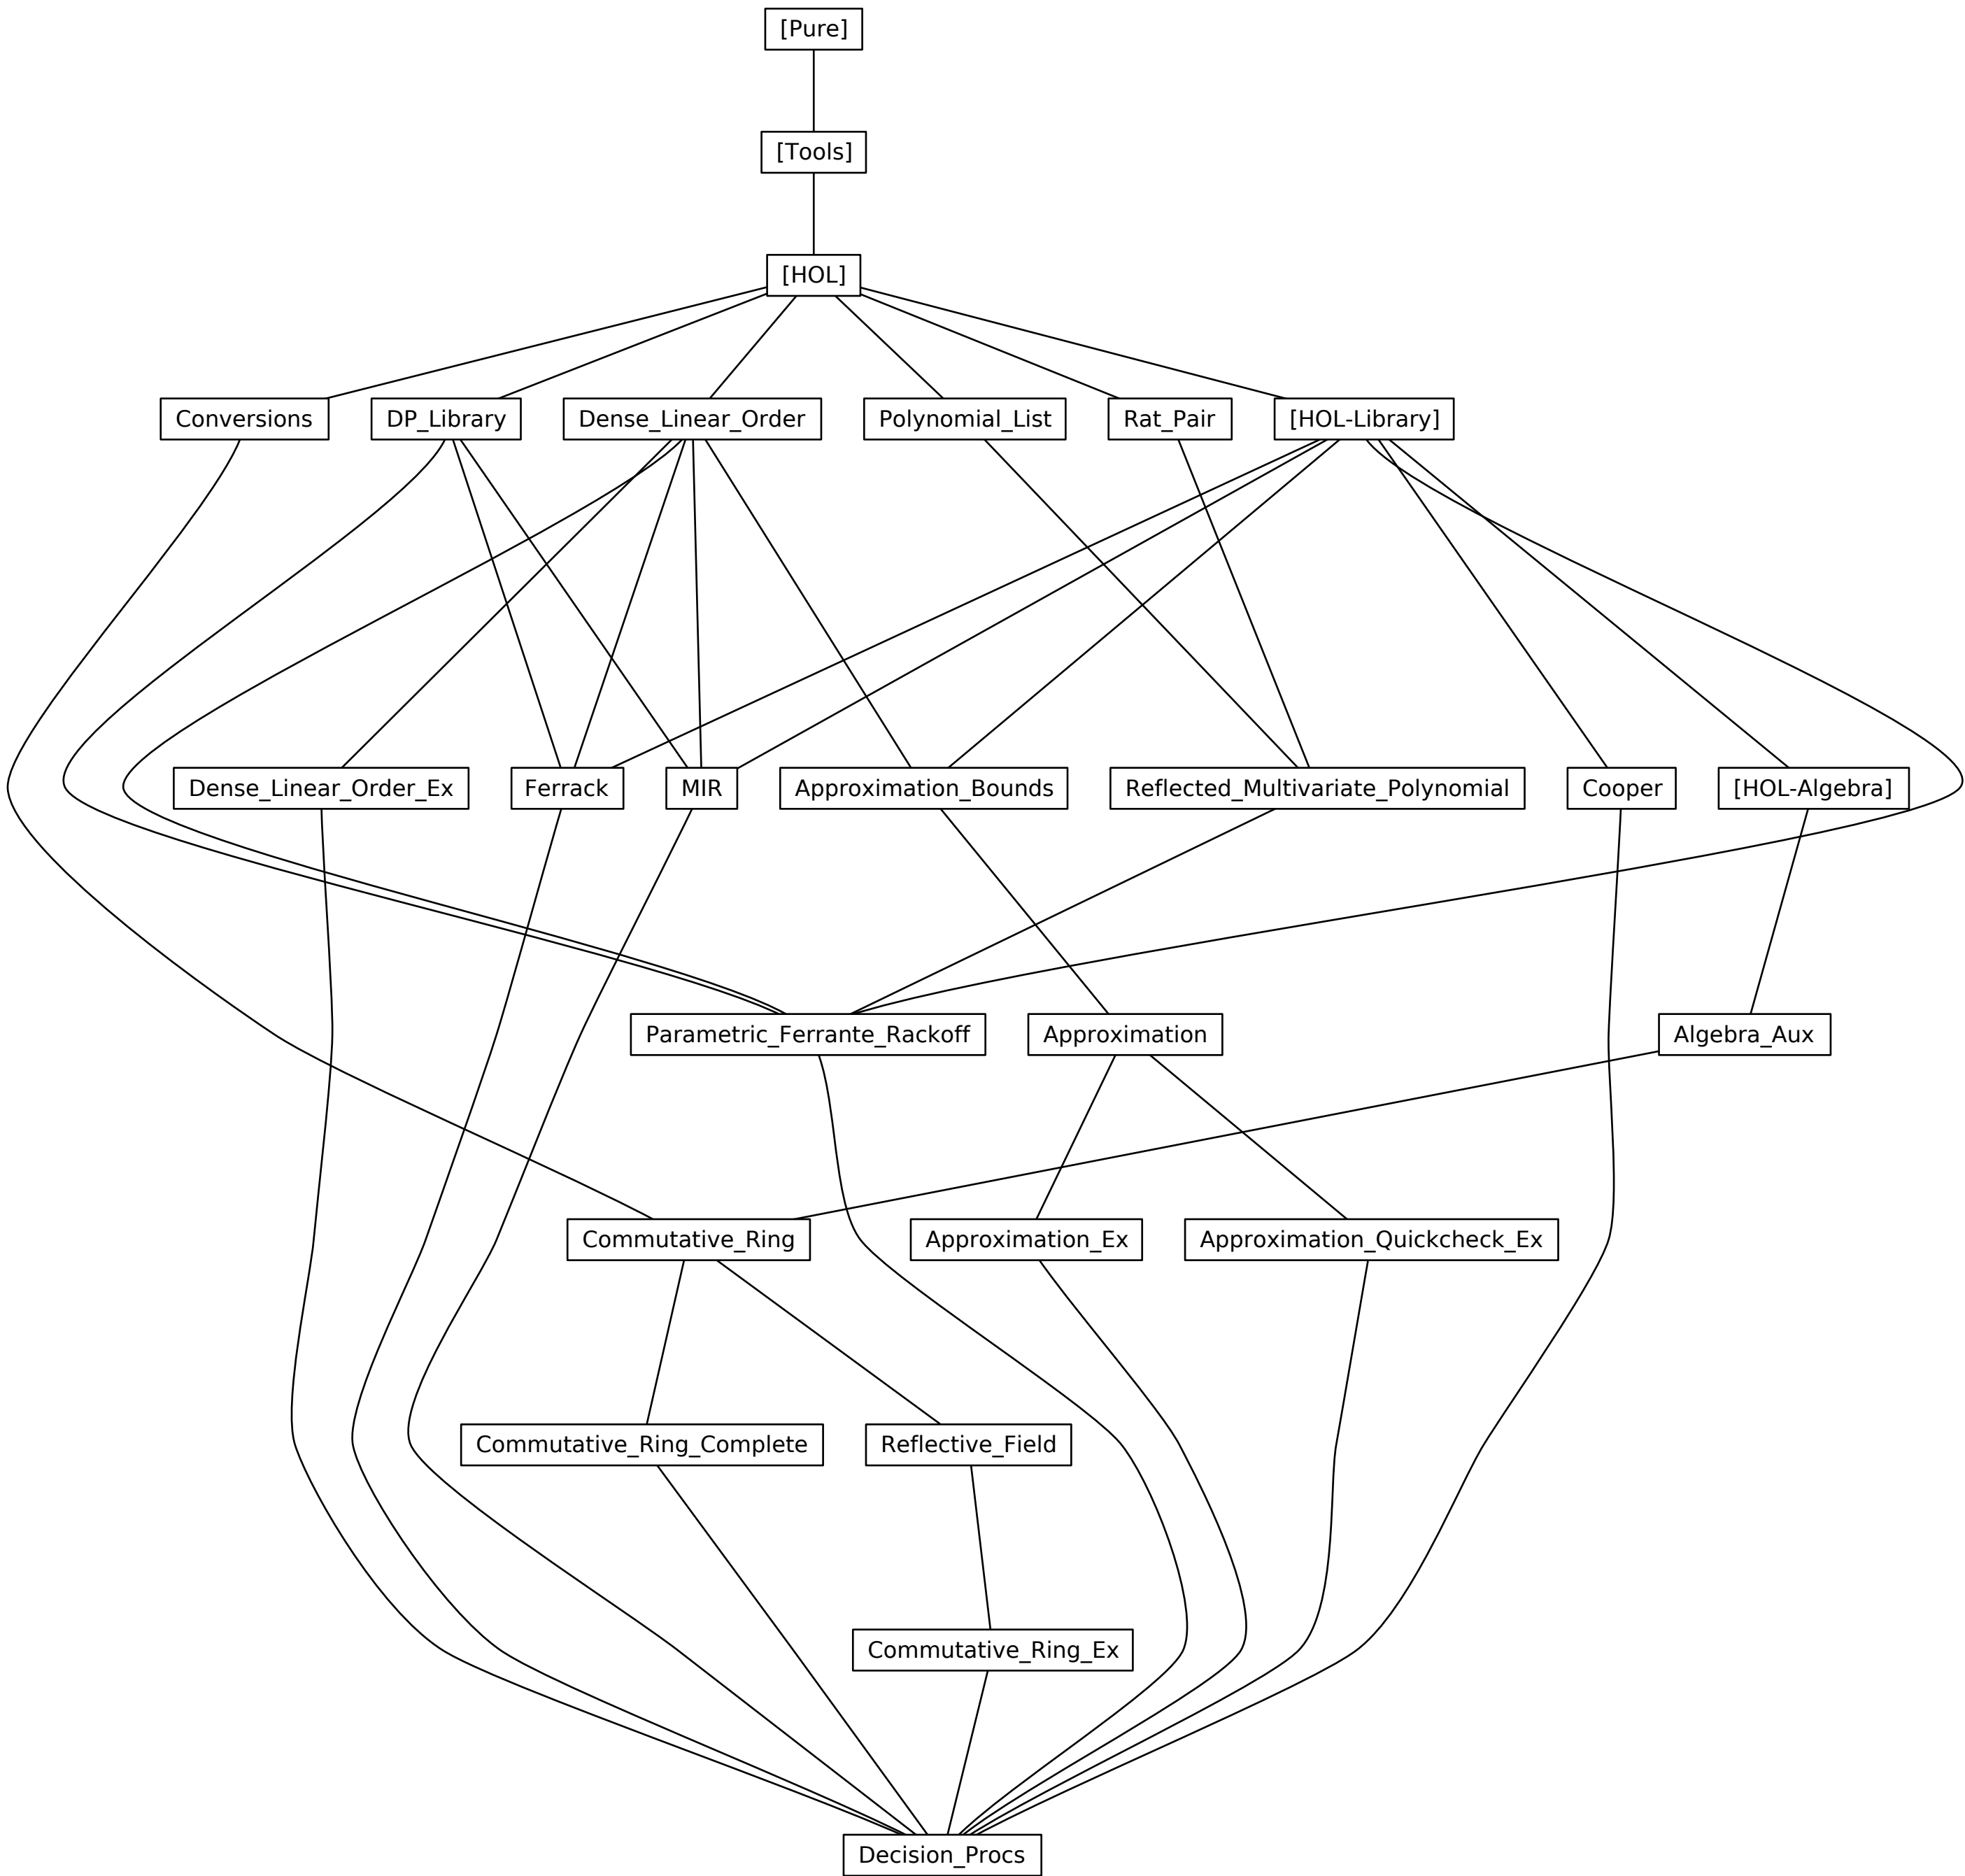 [Pure]
[Tools]
[HOL]
Conversions
DP_Library
Dense_Linear_Order
Polynomial_List
Rat_Pair
[HOL-Library]
Dense_Linear_Order_Ex
Ferrack
MIR
Approximation_Bounds
Reflected_Multivariate_Polynomial
Cooper
[HOL-Algebra]
Parametric_Ferrante_Rackoff
Approximation
Algebra_Aux
Commutative_Ring
Approximation_Ex
Approximation_Quickcheck_Ex
Commutative_Ring_Complete
Reflective_Field
Commutative_Ring_Ex
Decision_Procs